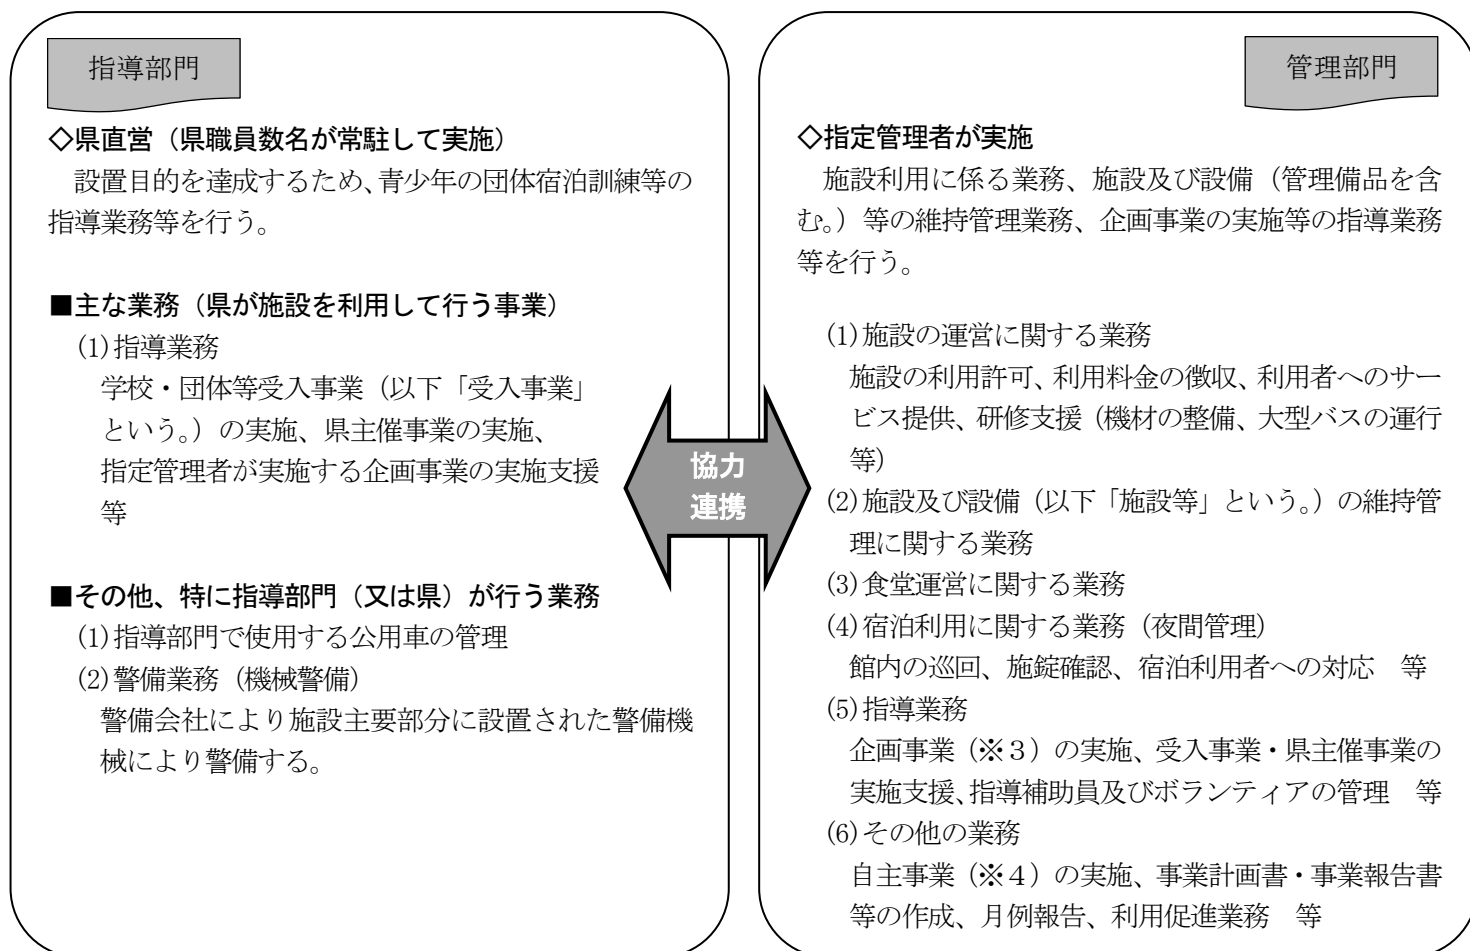 指導部門
◇県直営（県職員数名が常駐して実施）
設置目的を達成するため、青少年の団体宿泊訓練等の
指導業務等を行う。
■主な業務（県が施設を利用して行う事業）
(1)指導業務
学校・団体等受入事業（以下「受入事業」
という。）の実施、県主催事業の実施、
指定管理者が実施する企画事業の実施支援
等
■その他、特に指導部門（又は県）が行う業務
(1)指導部門で使用する公用車の管理
(2)警備業務（機械警備）
警備会社により施設主要部分に設置された警備機
械により警備する。
協力
連携
管理部門
◇指定管理者が実施
施設利用に係る業務、施設及び設備（管理備品を含
む。）等の維持管理業務、企画事業の実施等の指導業務
等を行う。
(1)施設の運営に関する業務
施設の利用許可、利用料金の徴収、利用者へのサー
ビス提供、研修支援（機材の整備、大型バスの運行
等）
(2)施設及び設備（以下「施設等」という。）の維持管
理に関する業務
(3)食堂運営に関する業務
(4)宿泊利用に関する業務（夜間管理）
館内の巡回、施錠確認、宿泊利用者への対応　等
(5)指導業務
企画事業（※３）の実施、受入事業・県主催事業の
実施支援、指導補助員及びボランティアの管理　等
(6)その他の業務
自主事業（※４）の実施、事業計画書・事業報告書
等の作成、月例報告、利用促進業務　等